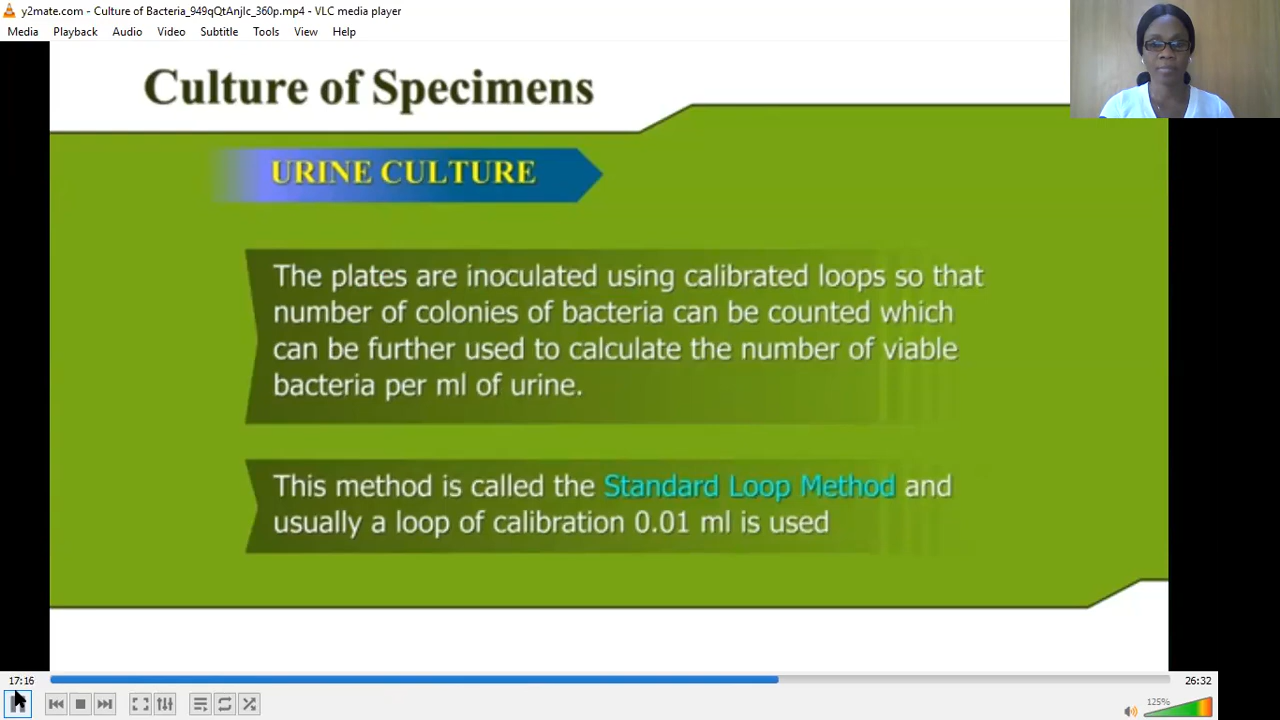 y2mate.com - Culture of Bacteria_949qQtAnjlc_360p.mp4 - VLC media player
Media Playback Audio Video Subtitle Tools View Help
Culture of Specimens
URINE CULTURE
The plates are inoculated using calibrated loops so that
number of colonies of bacteria can be counted which
can be further used to calculate the number of viable
bacteria per ml of urine.
This method is called the Standard Loop Method and
usually a loop of calibration 0.01 ml is used
17:16
26:32
125%